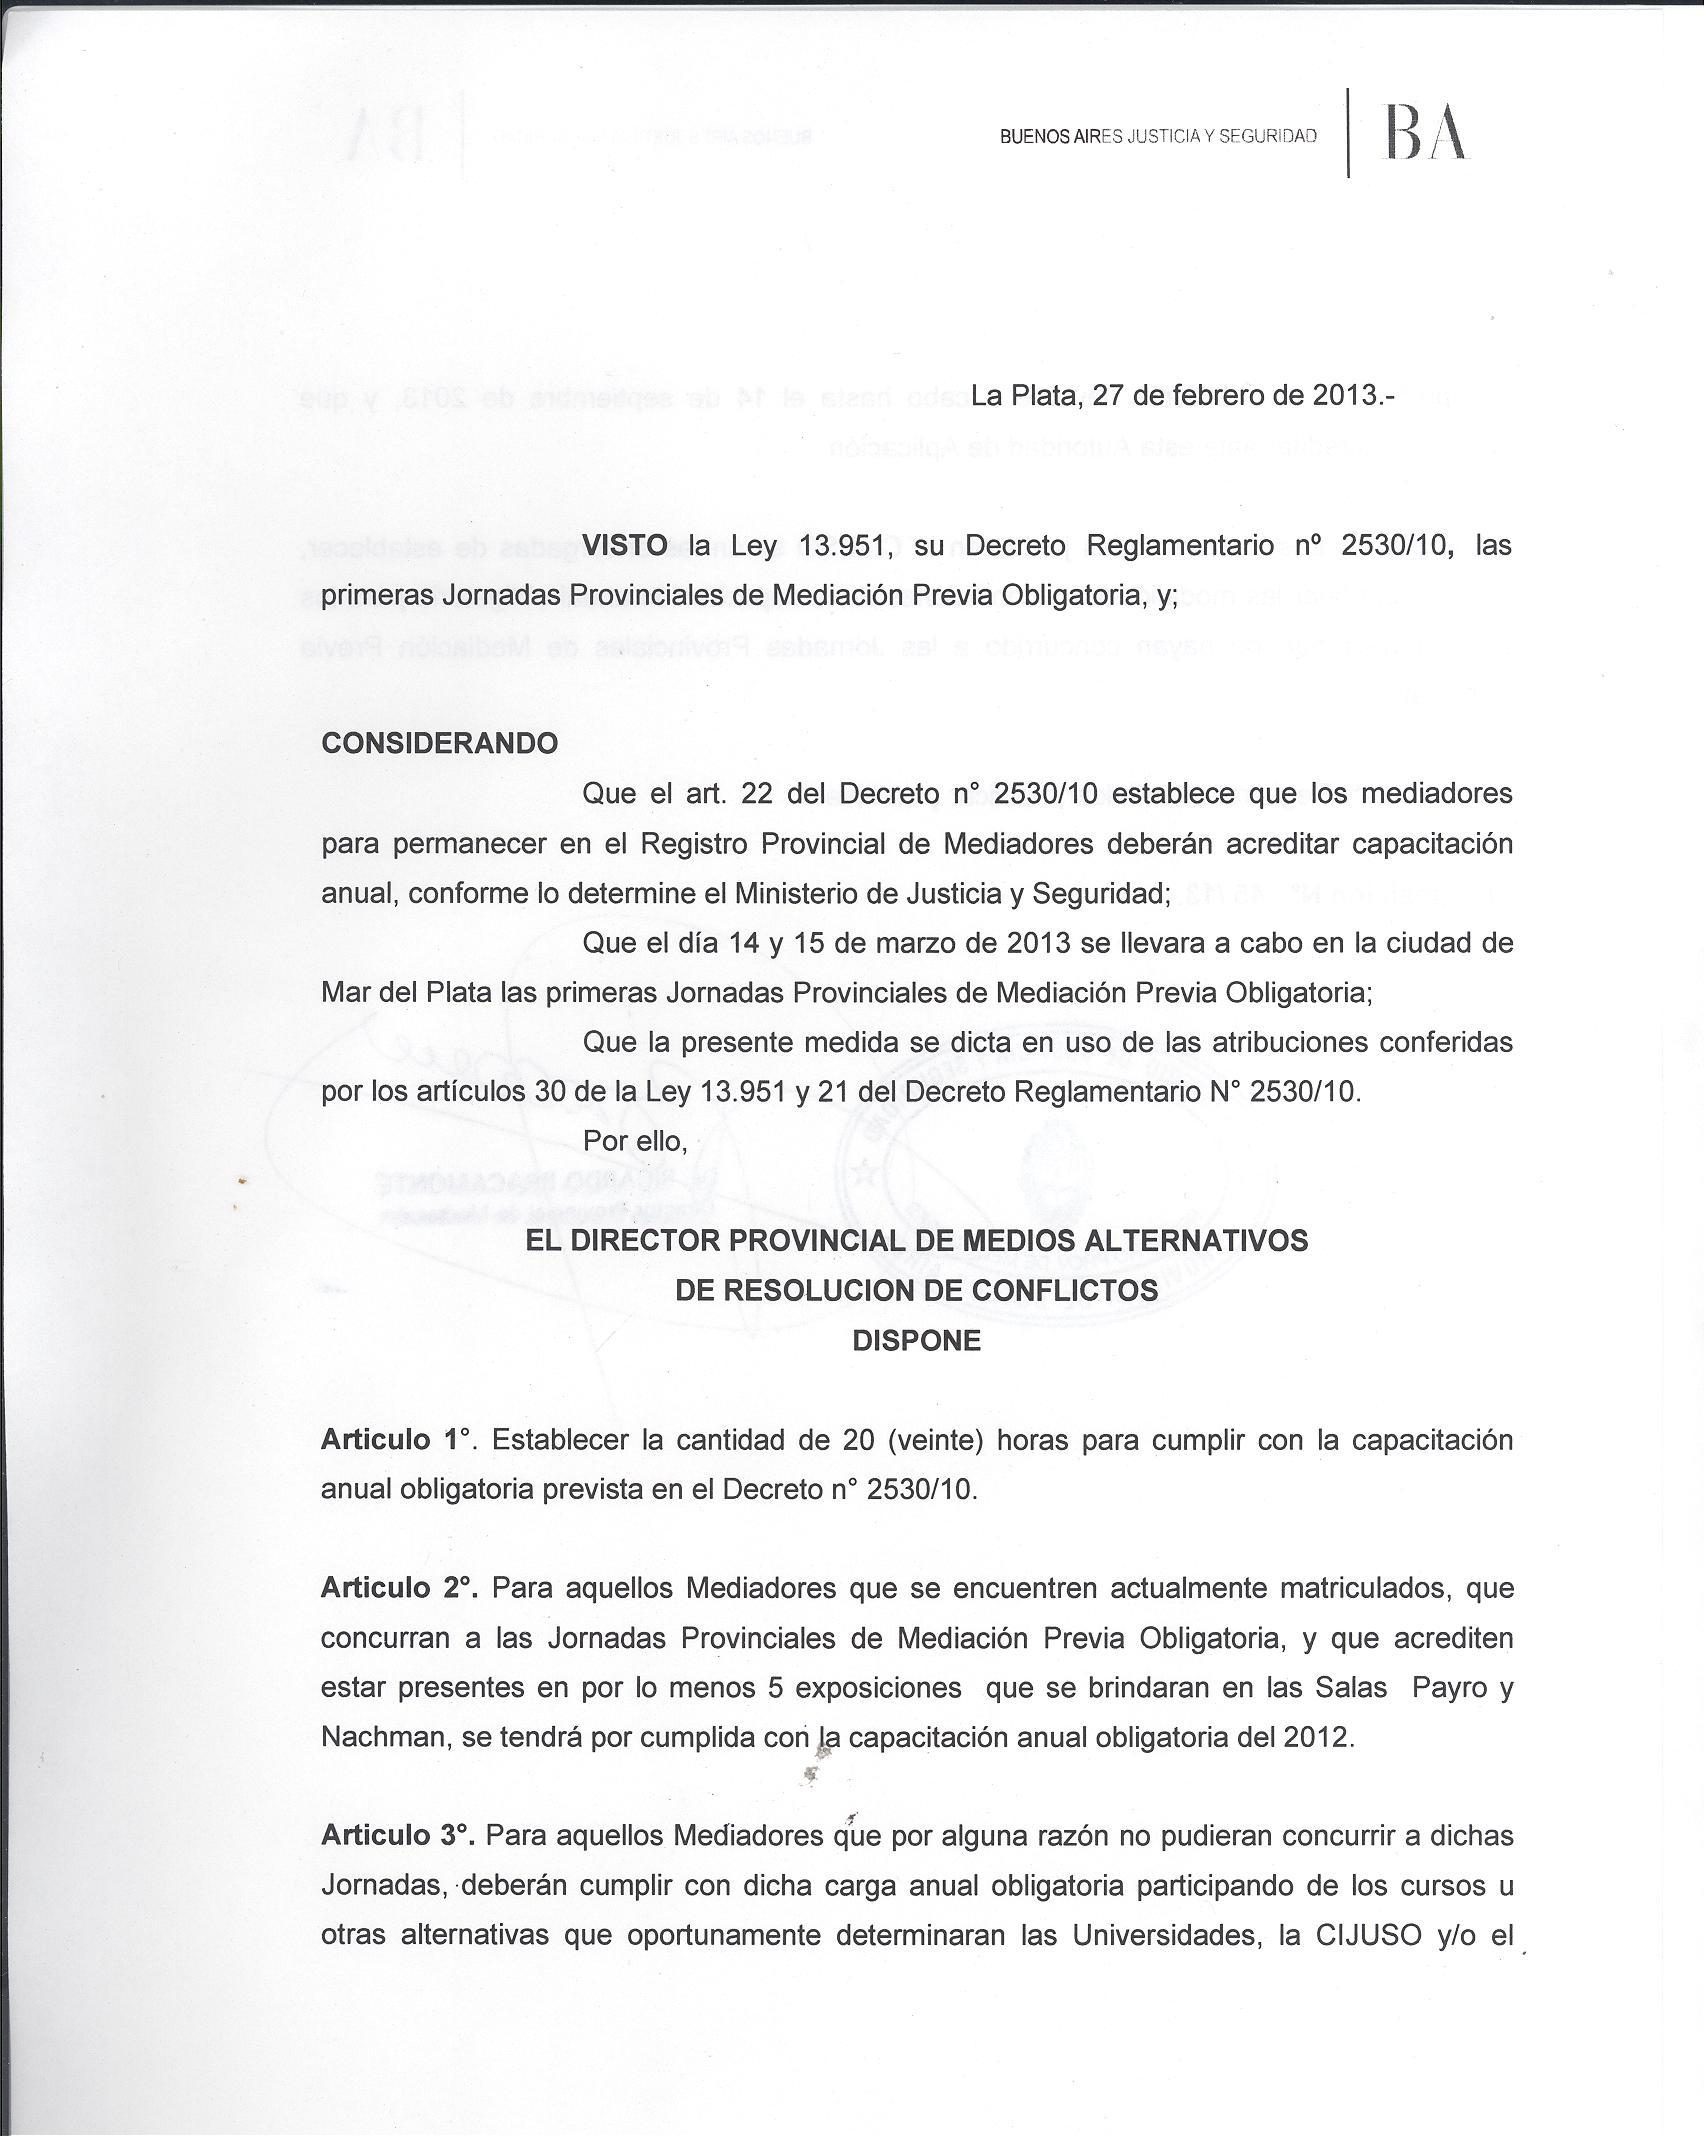 BUENOS AIRES JUSTICIA Y SEGURIDAD
BA
La Plata, 27 de febrero de 2013.-
VISTO la Ley 13.951, su Decreto Reglamentario nº 2530/10, las
primeras Jornadas Provinciales de Mediación Previa Obligatoria, y;
CONSIDERANDO
Que el art. 22 del Decreto n° 2530/10 establece que los mediadores
para permanecer en el Registro Provincial de Mediadores deberán acreditar capacitación
anual, conforme lo determine el Ministerio de Justicia y Seguridad;
Que el día 14 y 15 de marzo de 2013 se llevara a cabo en la ciudad de
Mar del Plata las primeras Jornadas Provinciales de Mediación Previa Obligatoria;
Que la presente medida se dicta en uso de las atribuciones conferidas
por los artículos 30 de la Ley 13.951 y 21 del Decreto Reglamentario N° 2530/10.
Por ello,
EL DIRECTOR PROVINCIAL DE MEDIOS ALTERNATIVOS
DE RESOLUCION DE CONFLICTOS
DISPONE
Articulo 1°. Establecer la cantidad de 20 (veinte) horas para cumplir con la capacitación
anual obligatoria prevista en el Decreto n° 2530/10.
Articulo 2°. Para aquellos Mediadores que se encuentren actualmente matriculados, que
concurran a las Jornadas Provinciales de Mediación Previa Obligatoria, y que acrediten
estar presentes en por lo menos 5 exposiciones que se brindaran en las Salas Payro y
Nachman, se tendrá por cumplida con la capacitación anual obligatoria del 2012.
Articulo 3°. Para aquellos Mediadores que por alguna razón no pudieran concurrir a dichas
Jornadas, deberán cumplir con dicha carga anual obligatoria participando de los cursos u
otras alternativas que oportunamente determinaran las Universidades, la CIJUSO y/o el